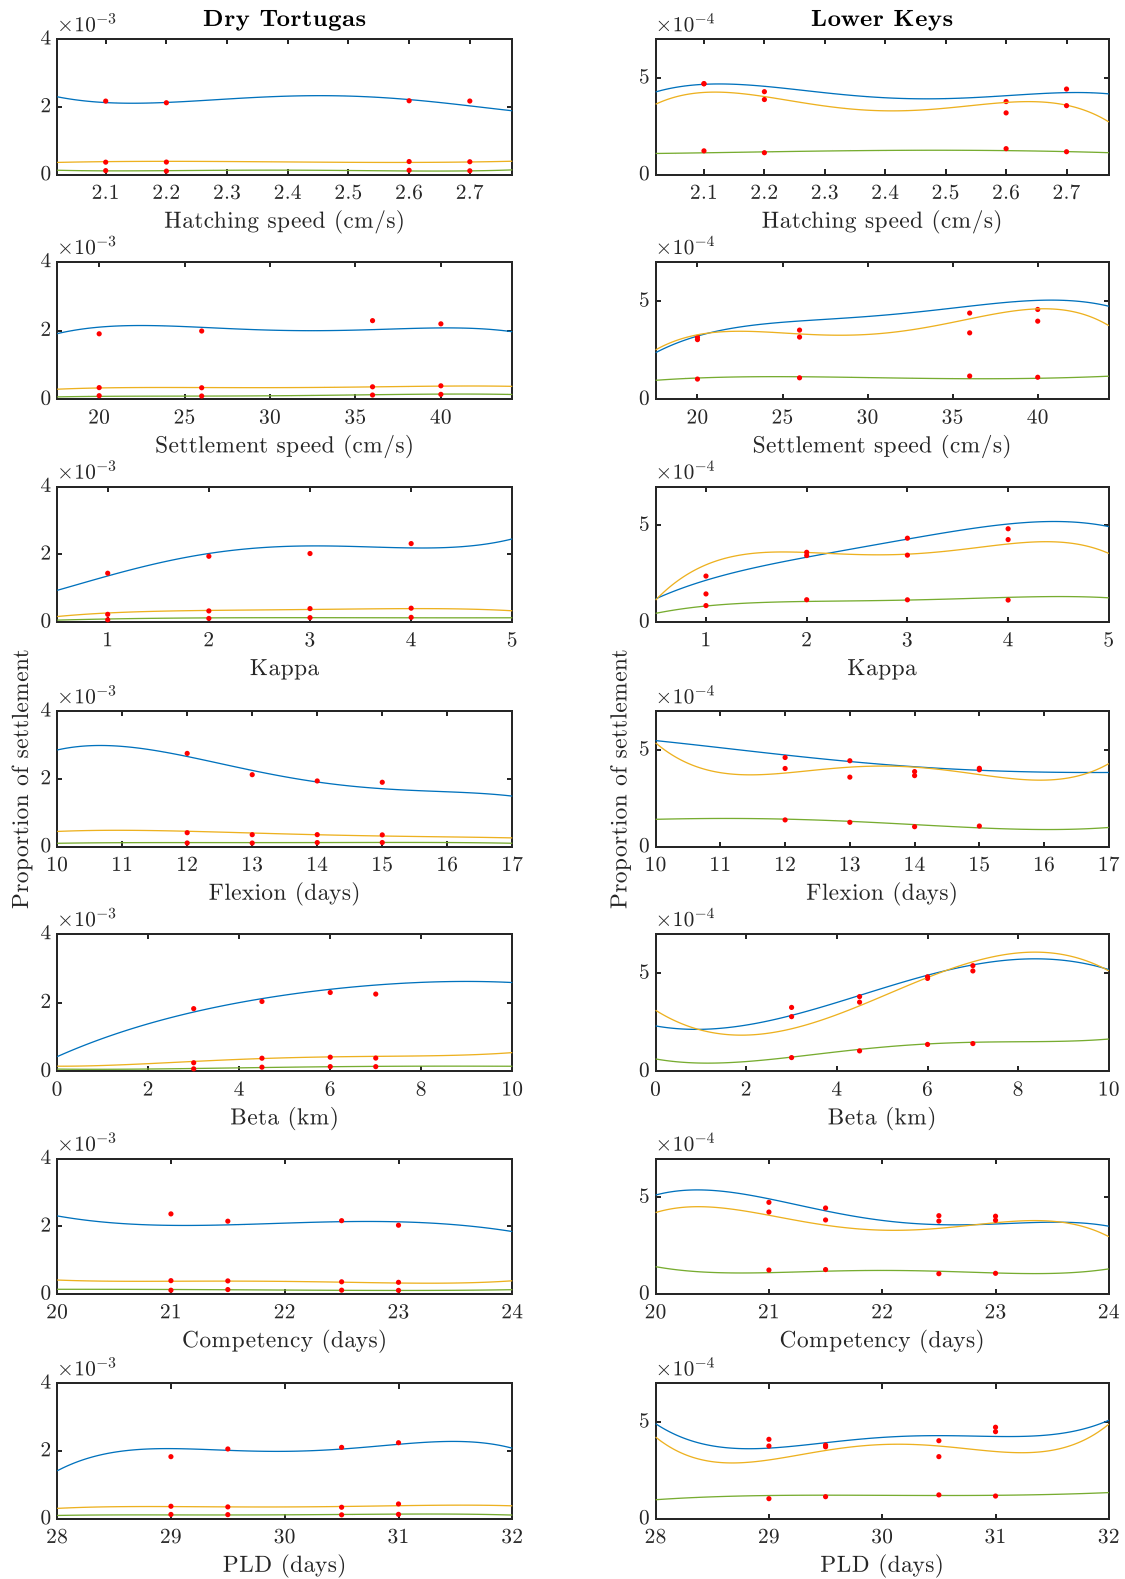 Dry Tortugas
×10⁻³
4
2
0
2.1 2.2 2.3 2.4 2.5 2.6 2.7
Hatching speed (cm/s)
×10⁻³
4
2
0
20 25 30 35 40
Settlement speed (cm/s)
×10⁻³
4
2
0
1 2 3 4 5
Kappa
Proportion of settlement
×10⁻³
4
2
0
10 11 12 13 14 15 16 17
Flexion (days)
×10⁻³
4
2
0
0 2 4 6 8 10
Beta (km)
×10⁻³
4
2
0
20 21 22 23 24
Competency (days)
×10⁻³
4
2
0
28 29 30 31 32
PLD (days)
Lower Keys
×10⁻⁴
5
0
2.1 2.2 2.3 2.4 2.5 2.6 2.7
Hatching speed (cm/s)
×10⁻⁴
5
0
20 25 30 35 40
Settlement speed (cm/s)
×10⁻⁴
5
0
1 2 3 4 5
Kappa
Proportion of settlement
×10⁻⁴
5
0
10 11 12 13 14 15 16 17
Flexion (days)
×10⁻⁴
5
0
0 2 4 6 8 10
Beta (km)
×10⁻⁴
5
0
20 21 22 23 24
Competency (days)
×10⁻⁴
5
0
28 29 30 31 32
PLD (days)